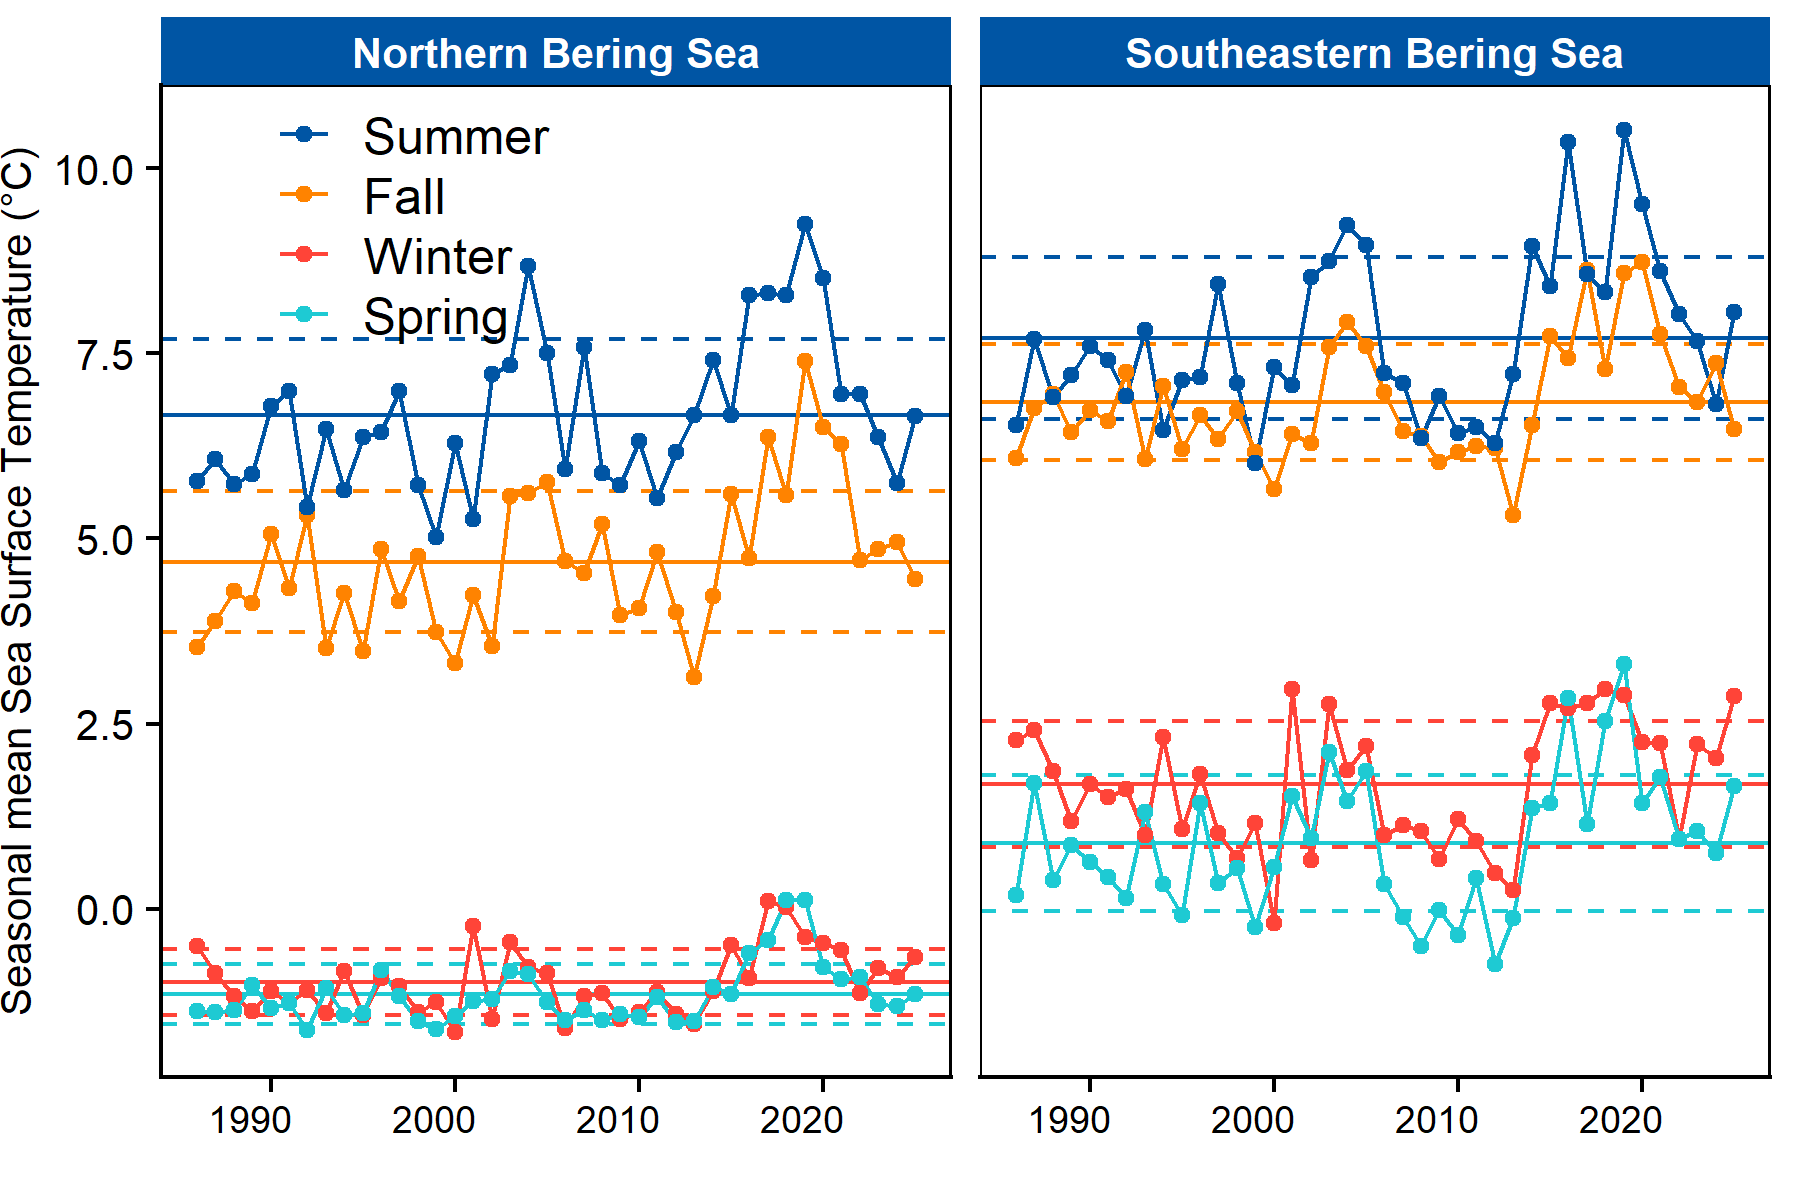 Northern Bering Sea
Southeastern Bering Sea
Seasonal mean Sea Surface Temperature (°C)
10.0
7.5
5.0
2.5
0.0
Summer
Fall
Winter
Spring
1990
2000
2010
2020
1990
2000
2010
2020